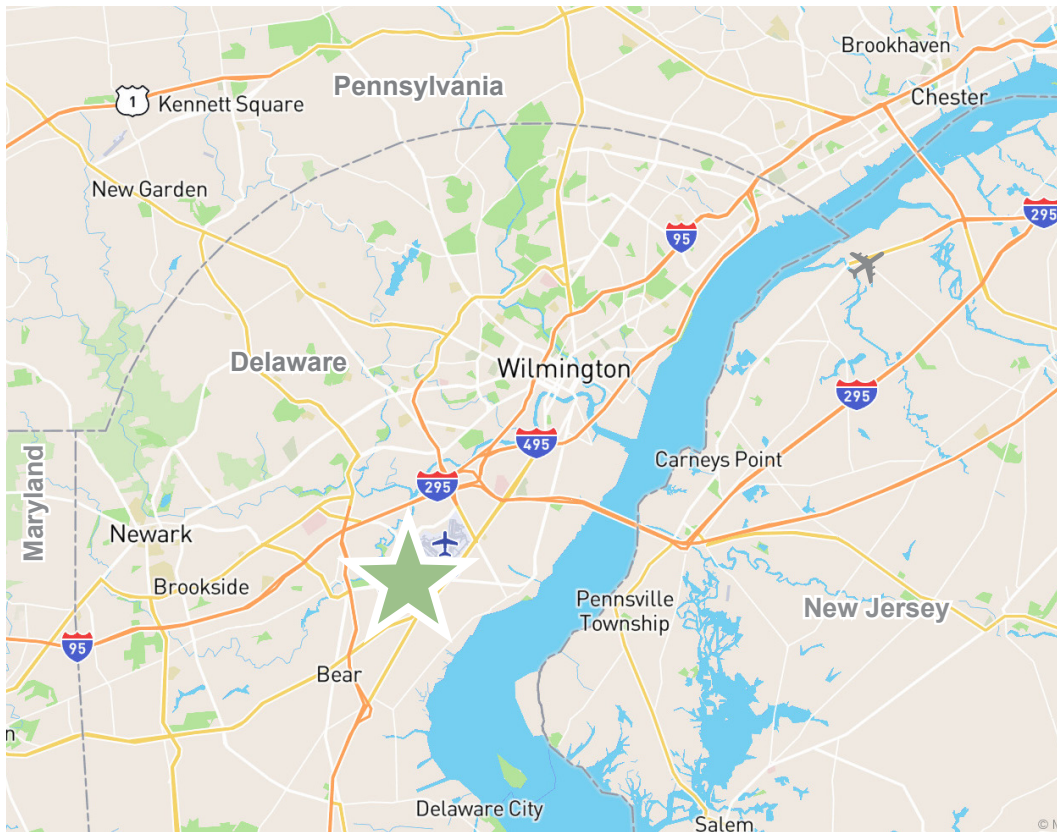 Brookhaven
Pennsylvania
Chester
1
Kennett Square
New Garden
295
95
Delaware
Wilmington
295
495
Carneys Point
Maryland
295
Newark
Brookside
Pennsville
Township
New Jersey
95
Bear
n
Delaware City
Salem
©